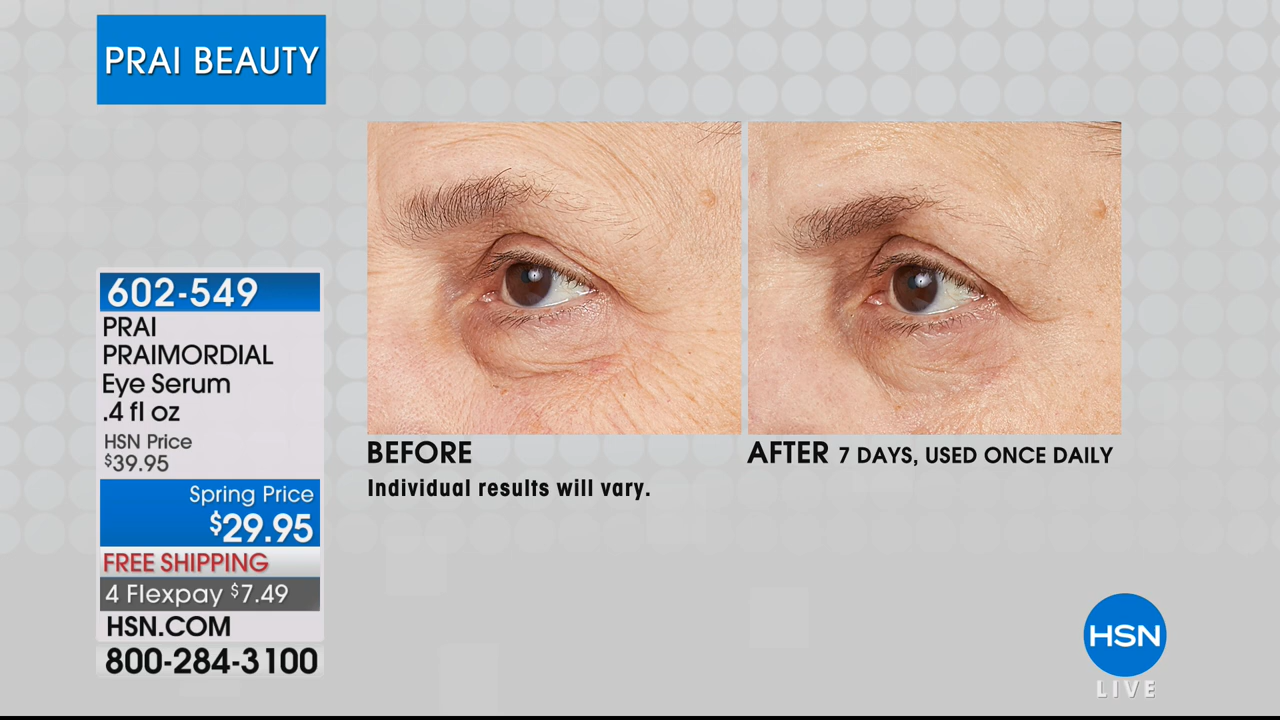 PRAI BEAUTY
602-549
PRAI
PRAIMORDIAL
Eye Serum
.4 fl oz
HSN Price
$39.95
Spring Price
$29.95
FREE SHIPPING
4 Flexpay $7.49
HSN.COM
800-284-3100
BEFORE
Individual results will vary.
AFTER 7 DAYS, USED ONCE DAILY
HSN
LIVE